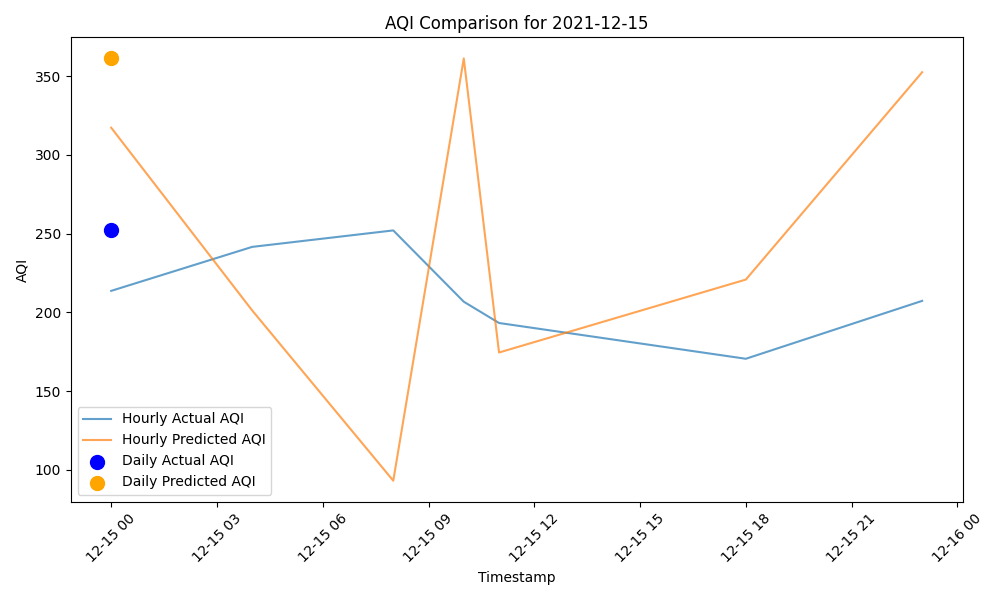 AQI Comparison for 2021-12-15
AQI
350
300
250
200
150
100
Hourly Actual AQI
Hourly Predicted AQI
Daily Actual AQI
Daily Predicted AQI
12-15 00
12-15 03
12-15 06
12-15 09
12-15 12
12-15 15
12-15 18
12-15 21
12-16 00
Timestamp